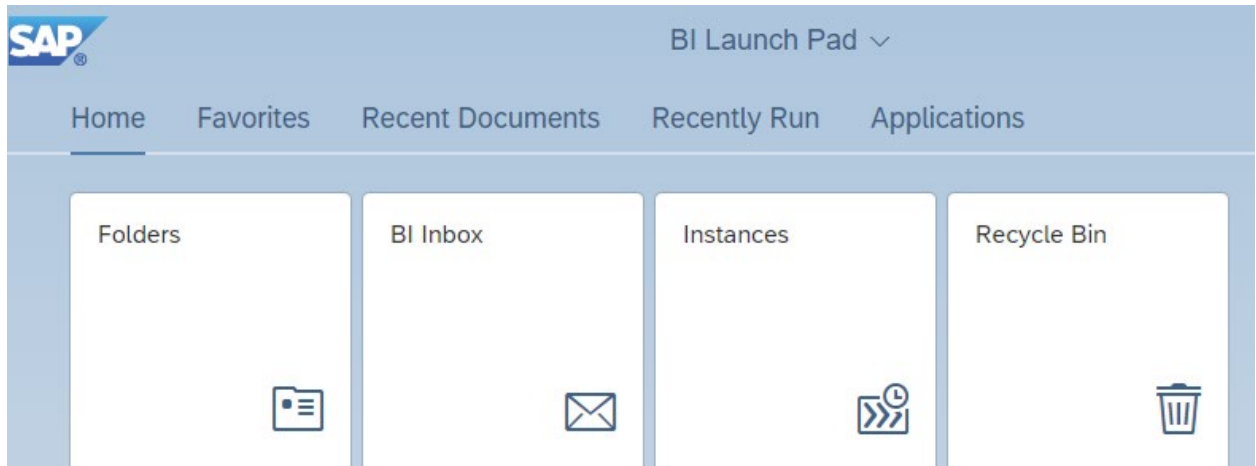 SAP®
BI Launch Pad
Home Favorites Recent Documents Recently Run Applications
Folders BI Inbox Instances Recycle Bin